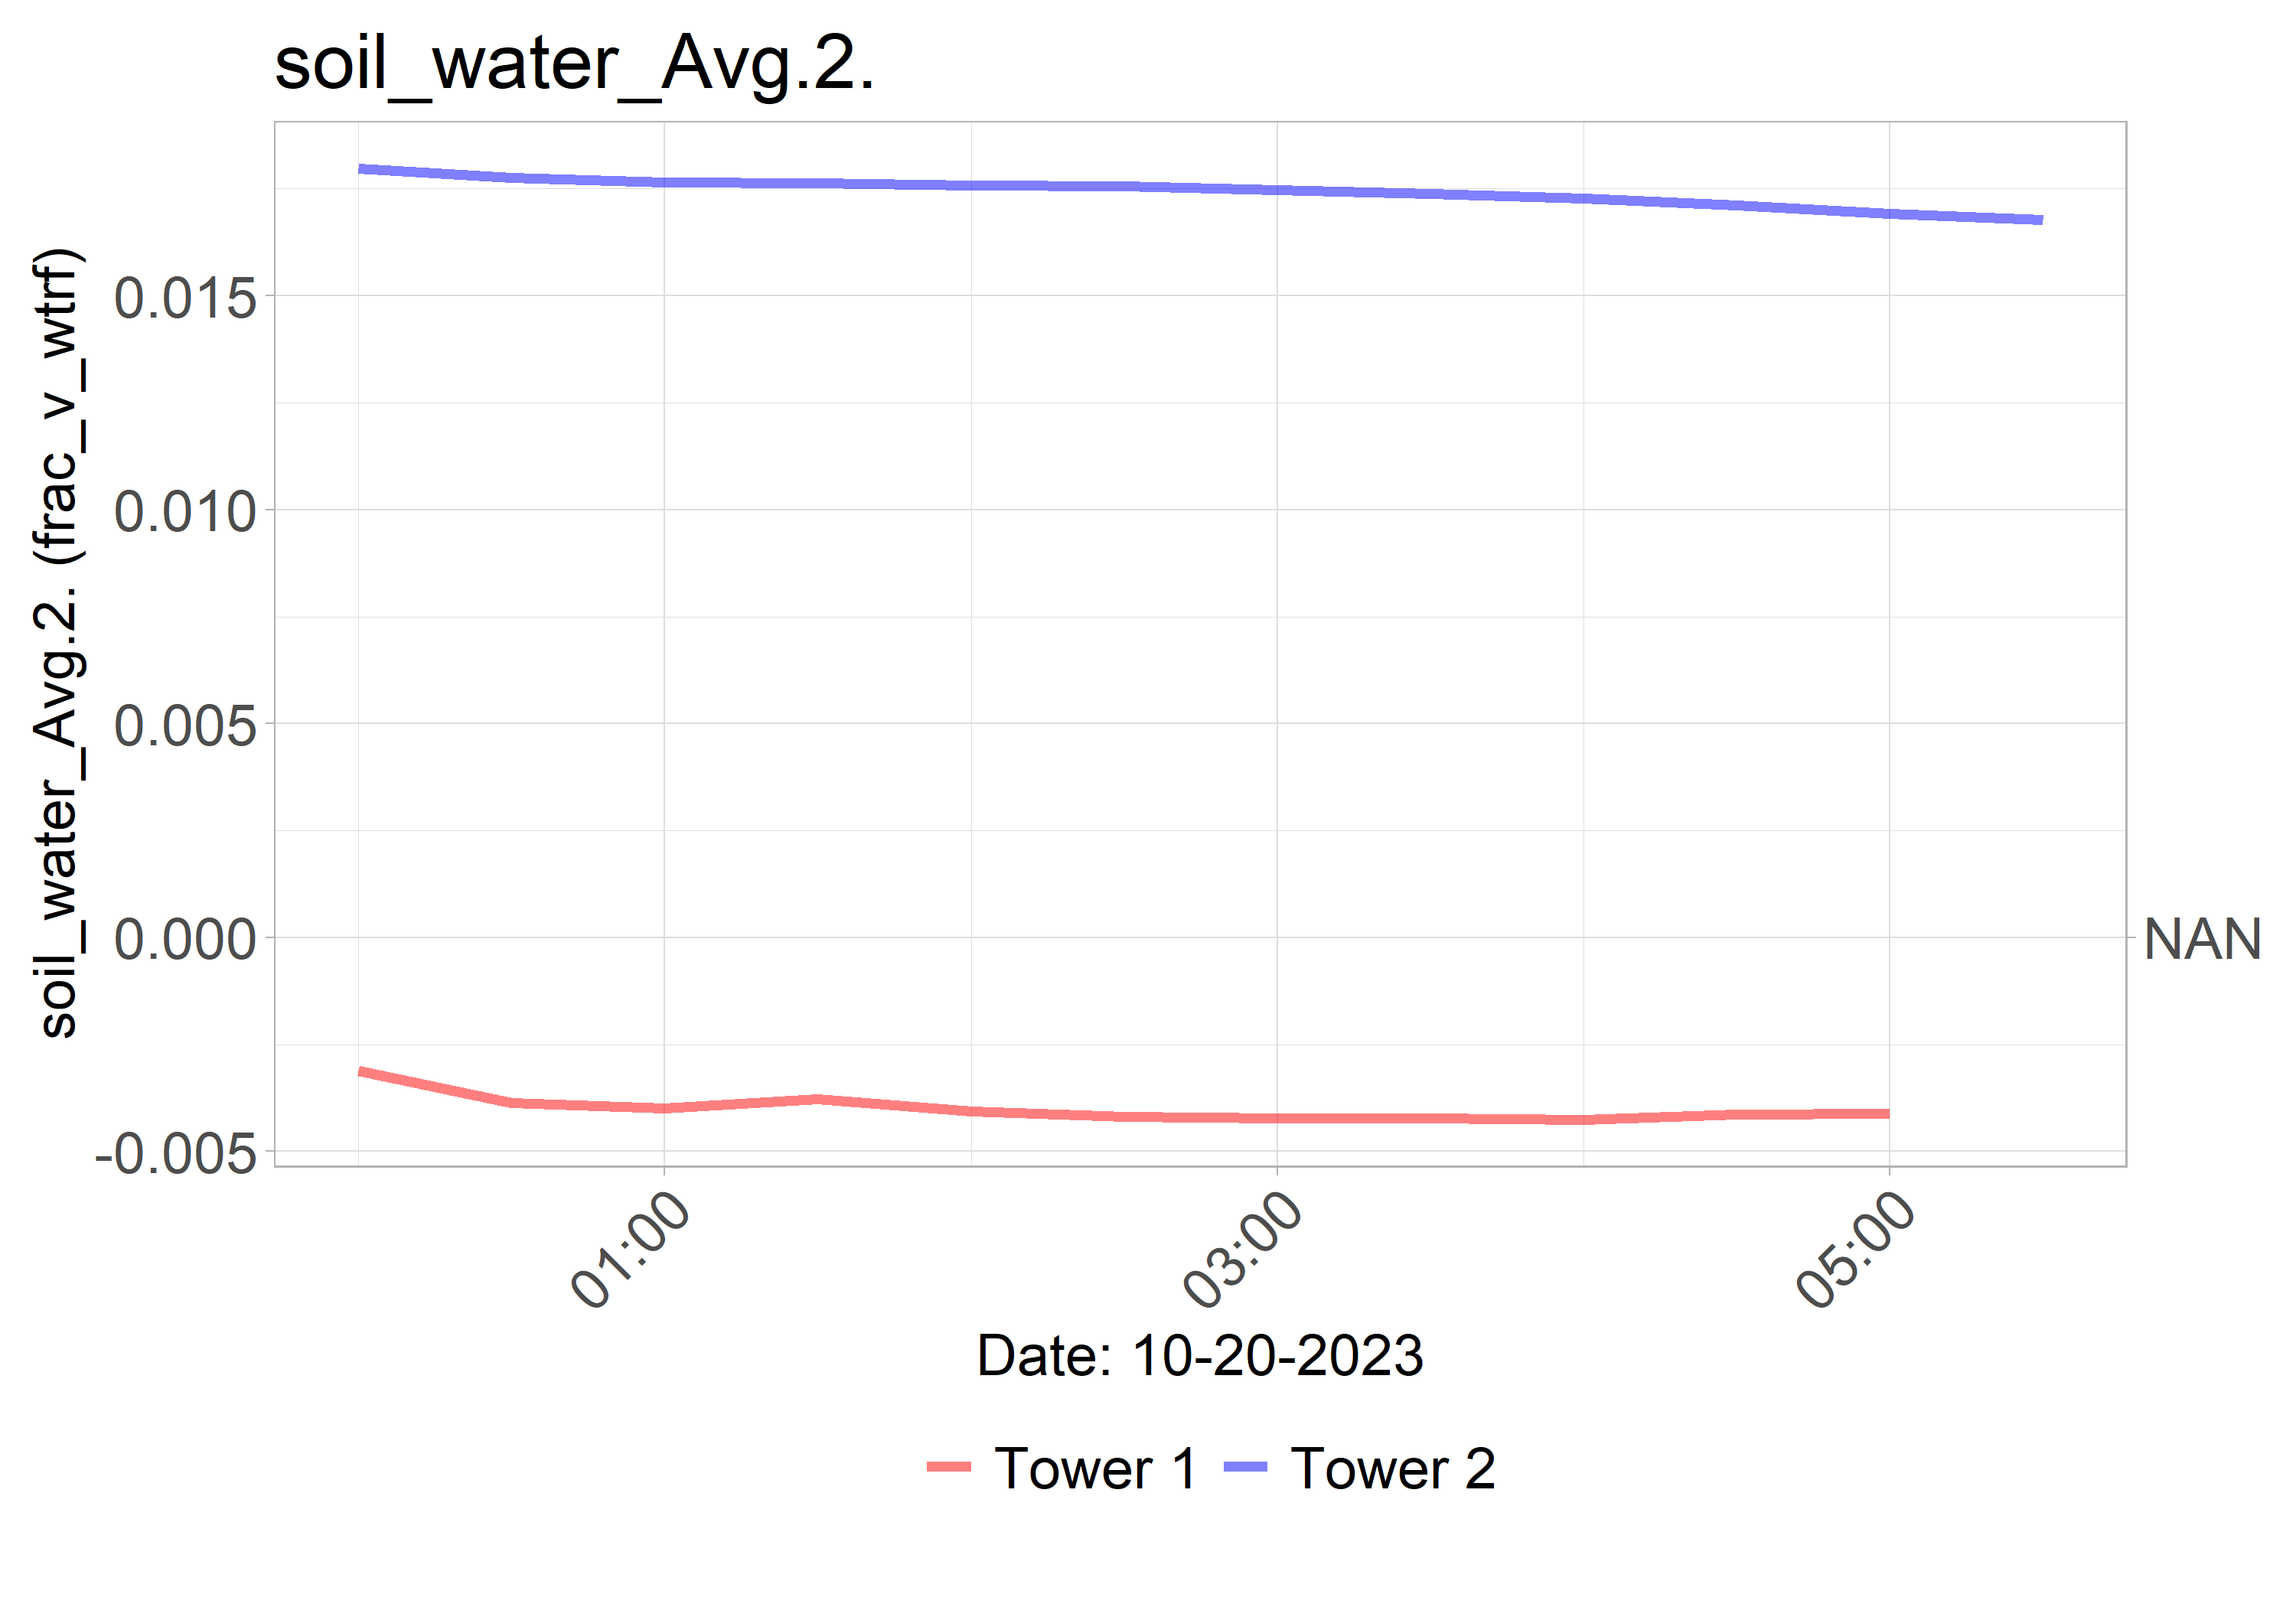 soil_water_Avg.2.
soil_water_Avg.2. (frac_v_wtrf)
0.015
0.010
0.005
0.000
-0.005
NAN
01:00
03:00
05:00
Date: 10-20-2023
Tower 1
Tower 2